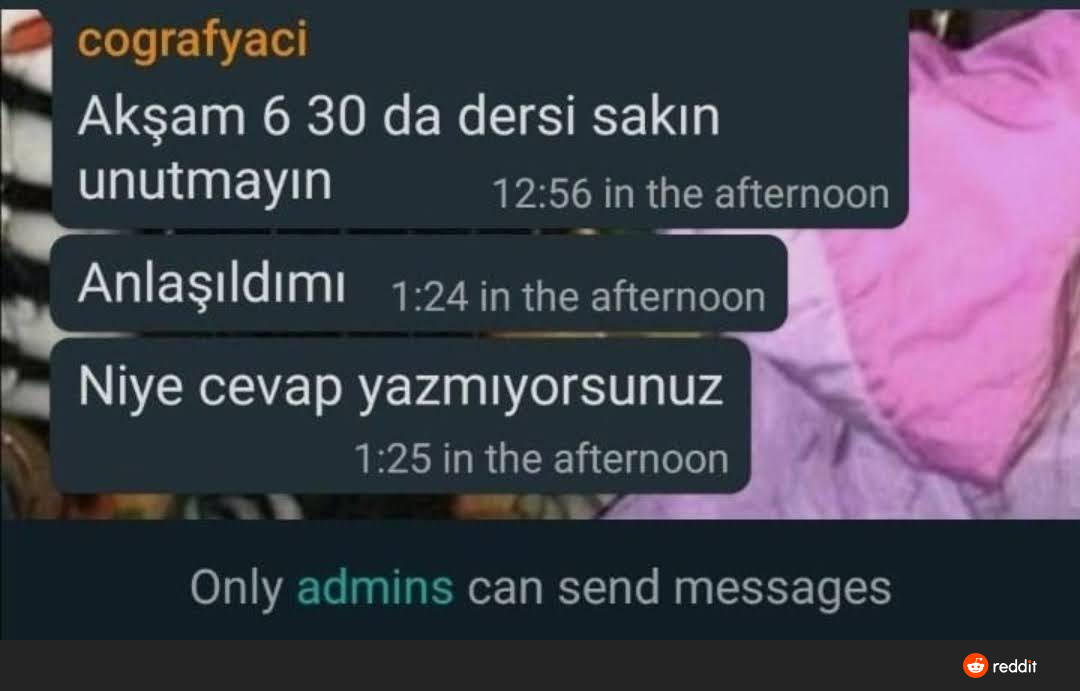 cografyaci
Akşam 6 30 da dersi sakın
unutmayın
12:56 in the afternoon
Anlaşıldımı
1:24 in the afternoon
Niye cevap yazmıyorsunuz
1:25 in the afternoon
Only admins can send messages
reddit